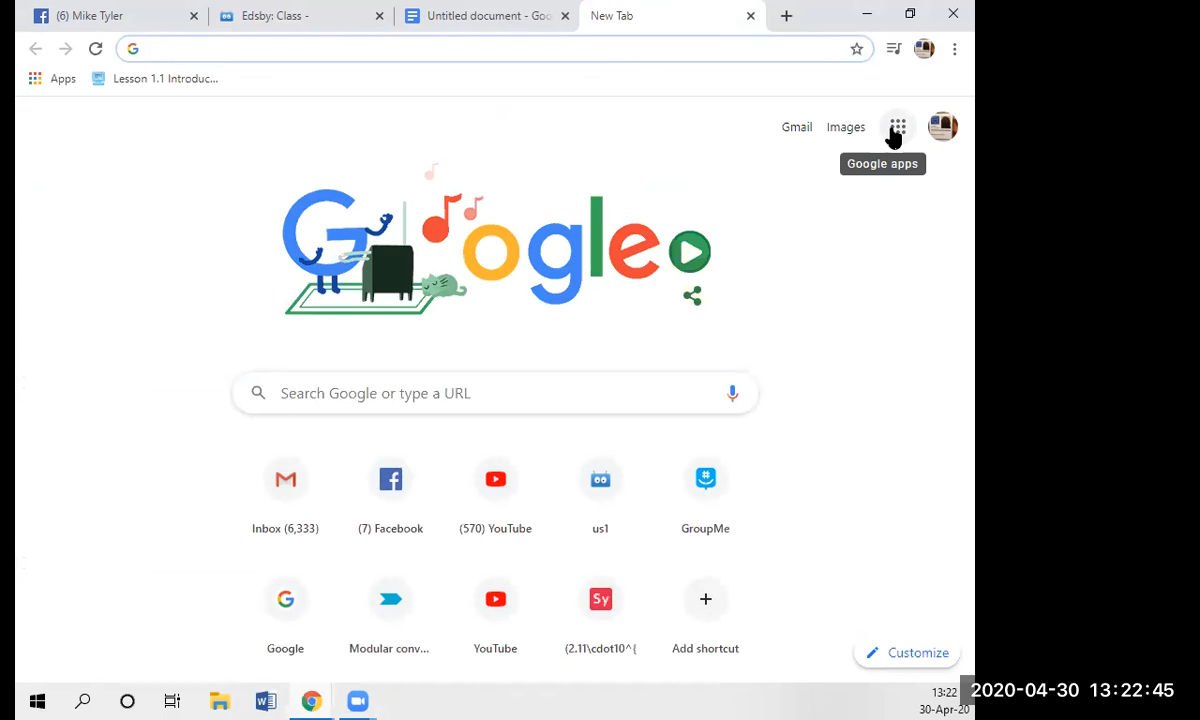 (6) Mike Tyler
Edsby: Class -
Untitled document - Goo
New Tab
Apps
Lesson 1.1 Introduc...
Gmail
Images
Google apps
Google
Search Google or type a URL
Inbox (6,333)
(7) Facebook
(570) YouTube
us1
GroupMe
Sy
Google
Modular conv...
YouTube
(2.11\cdot10^{
Add shortcut
Customize
13:22
30-Apr-20
2020-04-30 13:22:45